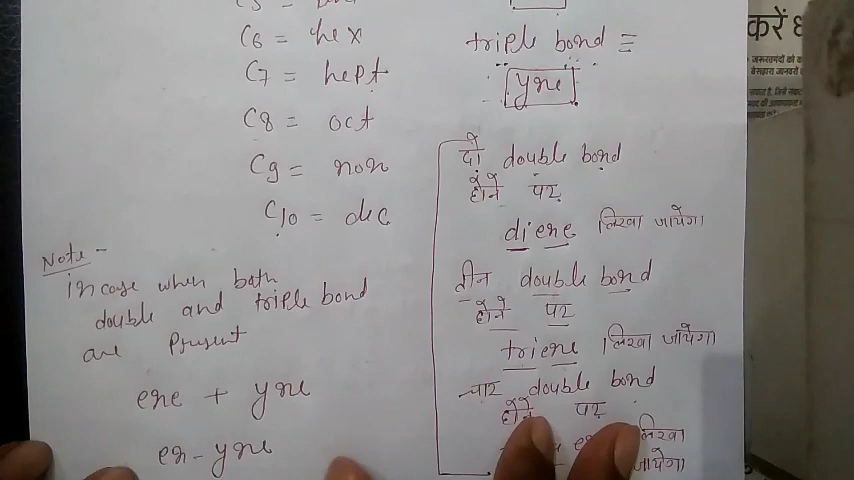 C6 = hex
C7 = hept
C8 = oct
C9 = non
C10 = dec
Note -
Incase when both
double and triple bond
are Present
ene + yne
en - yne
triple bond ≡
yne
दो double bond
होने पर
diene लिखा जायेगा
तीन double bond
होने पर
triene लिखा जायेगा
चार double bond
होने पर
लिखा
जायेगा
करें